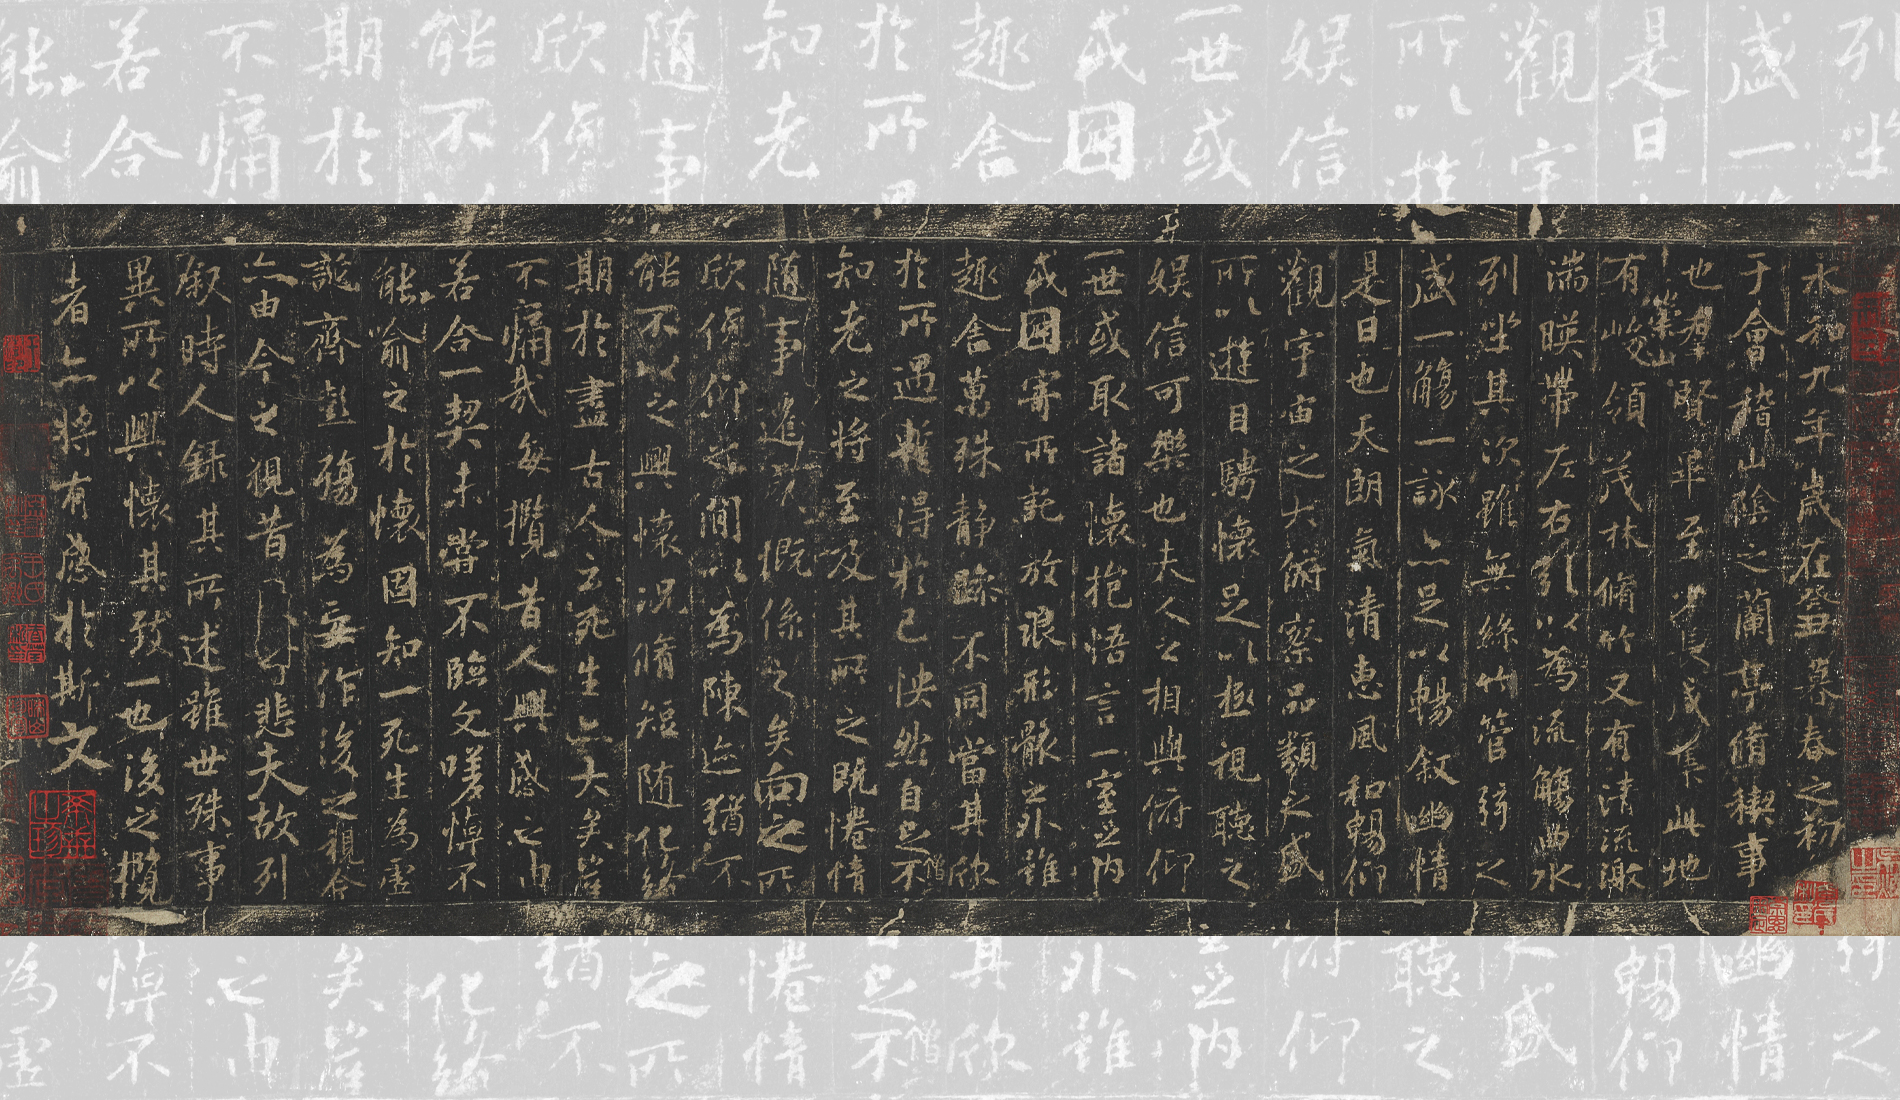 永和九年歲在癸丑暮春之初
于會稽山陰之蘭亭脩稧事
也羣賢畢至少長咸集此地
有崇山峻領茂林脩竹又有清流激
湍暎帶左右引以為流觴曲水
列坐其次雖無絲竹管弦之
盛一觴一詠亦足以暢敘幽情
是日也天朗氣清惠風和暢仰
觀宇宙之大俯察品類之盛
所以遊目騁懷足以極視聽之
娛信可樂也夫人之相與俯仰
一世或取諸懷抱悟言一室之內
或因寄所託放浪形骸之外雖
趣舍萬殊靜躁不同當其欣
於所遇暫得於己怏然自足不
知老之將至及其所之既惓情
隨事遷感慨係之矣向之所
欣俛仰之閒以為陳迹猶不
能不以之興懷況脩短隨化終
期於盡古人云死生亦大矣豈
不痛哉每攬昔人興感之由
若合一契未嘗不臨文嗟悼不
能喻之於懷固知一死生為虛
誕齊彭殤為妄作後之視今
亦由今之視昔悲夫故列
敘時人錄其所述雖世殊事
異所以興懷其致一也後之攬
者亦將有感於斯文